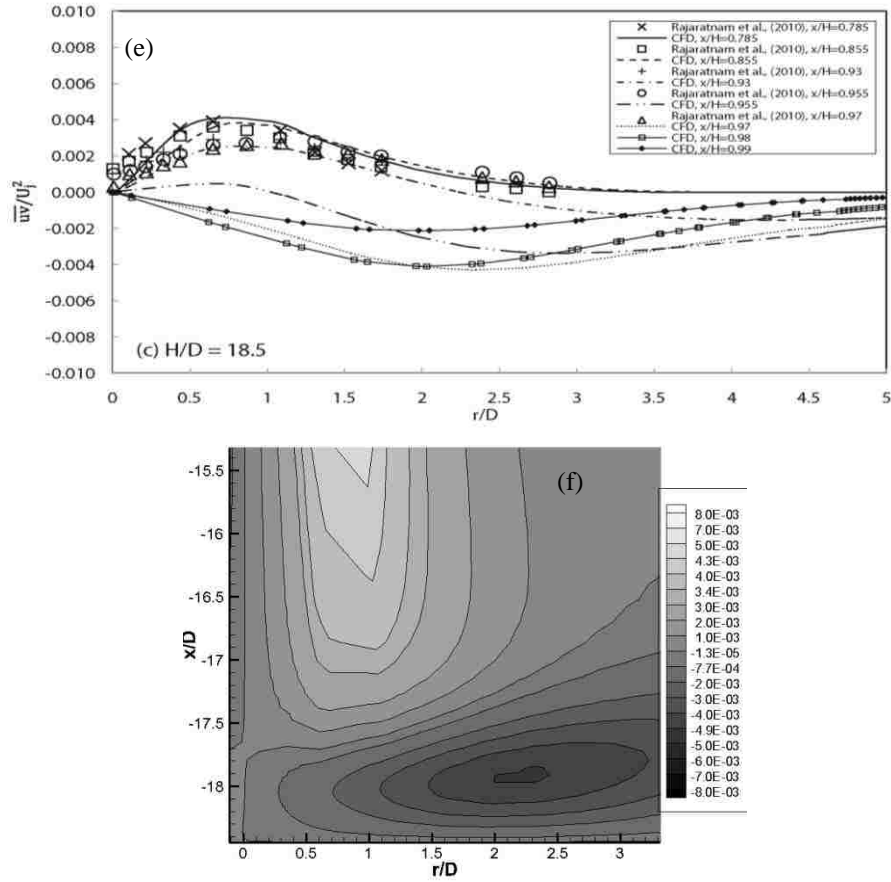 0.010
(e)
0.008
0.006
0.004
0.002
0.000
-0.002
-0.004
-0.006
-0.008
-0.010
u̅v̅/Uj²
Rajaratnam et al., (2010), x/H=0.785
CFD, x/H=0.785
Rajaratnam et al., (2010), x/H=0.855
CFD, x/H=0.855
Rajaratnam et al., (2010), x/H=0.93
CFD, x/H=0.93
Rajaratnam et al., (2010), x/H=0.955
CFD, x/H=0.955
Rajaratnam et al., (2010), x/H=0.97
CFD, x/H=0.97
CFD, x/H=0.98
CFD, x/H=0.99
(c) H/D = 18.5
0 0.5 1 1.5 2 2.5 3 3.5 4 4.5 5
r/D
(f)
-15.5
-16
-16.5
-17
-17.5
-18
x/D
0 0.5 1 1.5 2 2.5 3
r/D
8.0E-03
7.0E-03
5.0E-03
4.3E-03
4.0E-03
3.4E-03
3.0E-03
2.0E-03
1.0E-03
-1.3E-05
-7.7E-04
-2.0E-03
-4.0E-03
-4.9E-03
-5.0E-03
-6.0E-03
-7.0E-03
-8.0E-03